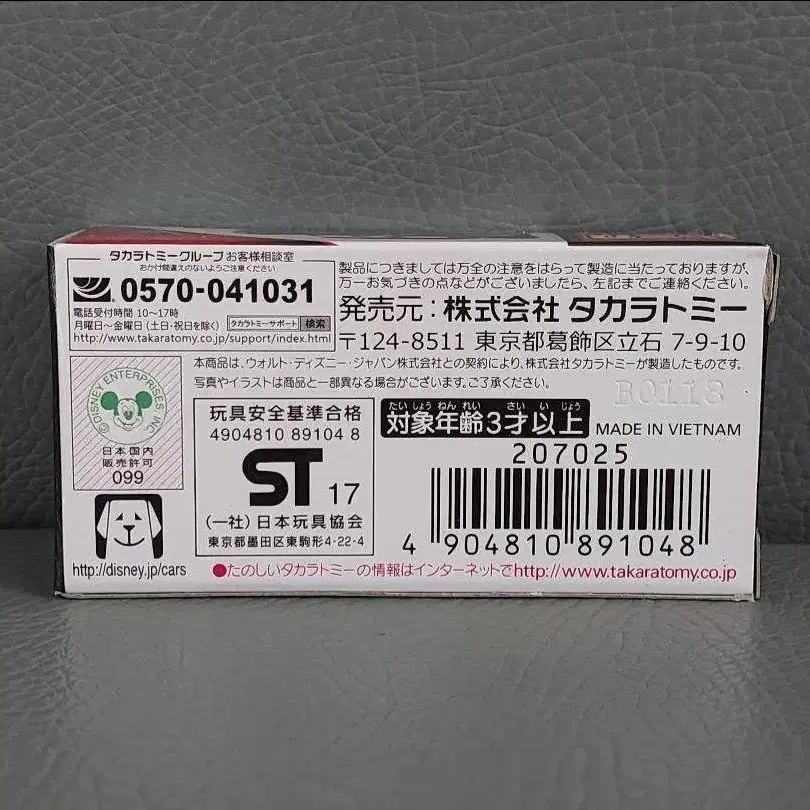 タカラトミーグループ お客様相談室
おかけ間違えのないようご注意ください
0570-041031
電話受付時間 10〜17時
月曜日〜金曜日 (土日・祝日を除く) タカラトミーサポート 検索
http://www.takaratomy.co.jp/support/index.html
製品につきましては万全の注意をはらって製造に当たっておりますが、
万一お気づきの点などがございましたら、左記までご連絡ください。
発売元：株式会社 タカラトミー
〒124-8511 東京都葛飾区立石 7-9-10
本商品は、ウォルト・ディズニー・ジャパン株式会社との契約により、株式会社タカラトミーが製造したものです。
写真やイラストは商品と一部異なる場合がございます。ご了承ください。
B0118
©DISNEY ENTERPRISES, INC.
日本国内
販売許可
099
http://disney.jp/cars
玩具安全基準合格
4904810 89104 8
ST 17
(一社) 日本玩具協会
東京都墨田区東駒形4-22-4
たい しょう ねん れい さい い じょう
対象年齢3才以上
MADE IN VIETNAM
207025
4 904810 891048
●たのしいタカラトミーの情報はインターネットでhttp://www.takaratomy.co.jp